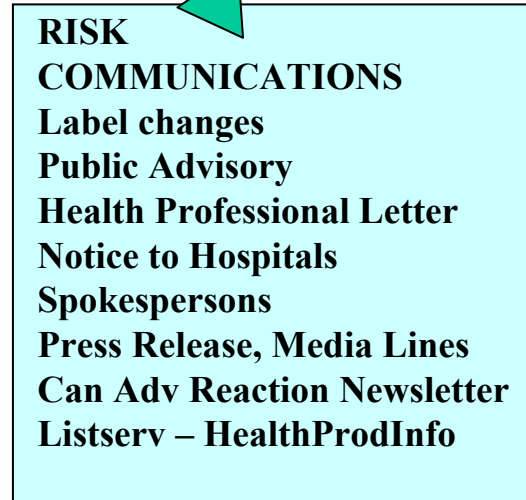 RISK
COMMUNICATIONS
Label changes
Public Advisory
Health Professional Letter
Notice to Hospitals
Spokespersons
Press Release, Media Lines
Can Adv Reaction Newsletter
Listserv – HealthProdInfo